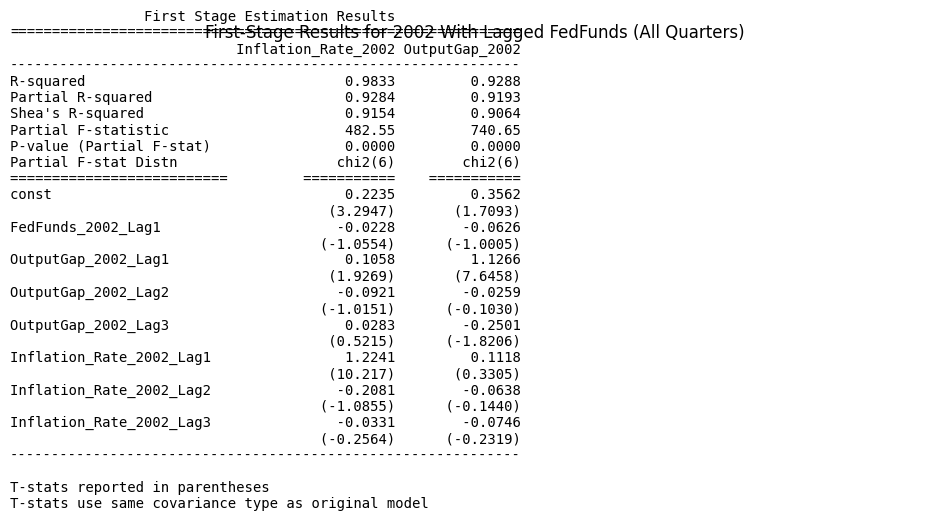 First Stage Estimation Results
First-Stage Results for 2002 With Lagged FedFunds (All Quarters)
=============================================================
Inflation_Rate_2002 OutputGap_2002
-------------------------------------------------------------
R-squared 0.9833 0.9288
Partial R-squared 0.9284 0.9193
Shea's R-squared 0.9154 0.9064
Partial F-statistic 482.55 740.65
P-value (Partial F-stat) 0.0000 0.0000
Partial F-stat Distn chi2(6) chi2(6)
========================== =========== ===========
const 0.2235 0.3562
(3.2947) (1.7093)
FedFunds_2002_Lag1 -0.0228 -0.0626
(-1.0554) (-1.0005)
OutputGap_2002_Lag1 0.1058 1.1266
(1.9269) (7.6458)
OutputGap_2002_Lag2 -0.0921 -0.0259
(-1.0151) (-0.1030)
OutputGap_2002_Lag3 0.0283 -0.2501
(0.5215) (-1.8206)
Inflation_Rate_2002_Lag1 1.2241 0.1118
(10.217) (0.3305)
Inflation_Rate_2002_Lag2 -0.2081 -0.0638
(-1.0855) (-0.1440)
Inflation_Rate_2002_Lag3 -0.0331 -0.0746
(-0.2564) (-0.2319)
-------------------------------------------------------------
T-stats reported in parentheses
T-stats use same covariance type as original model